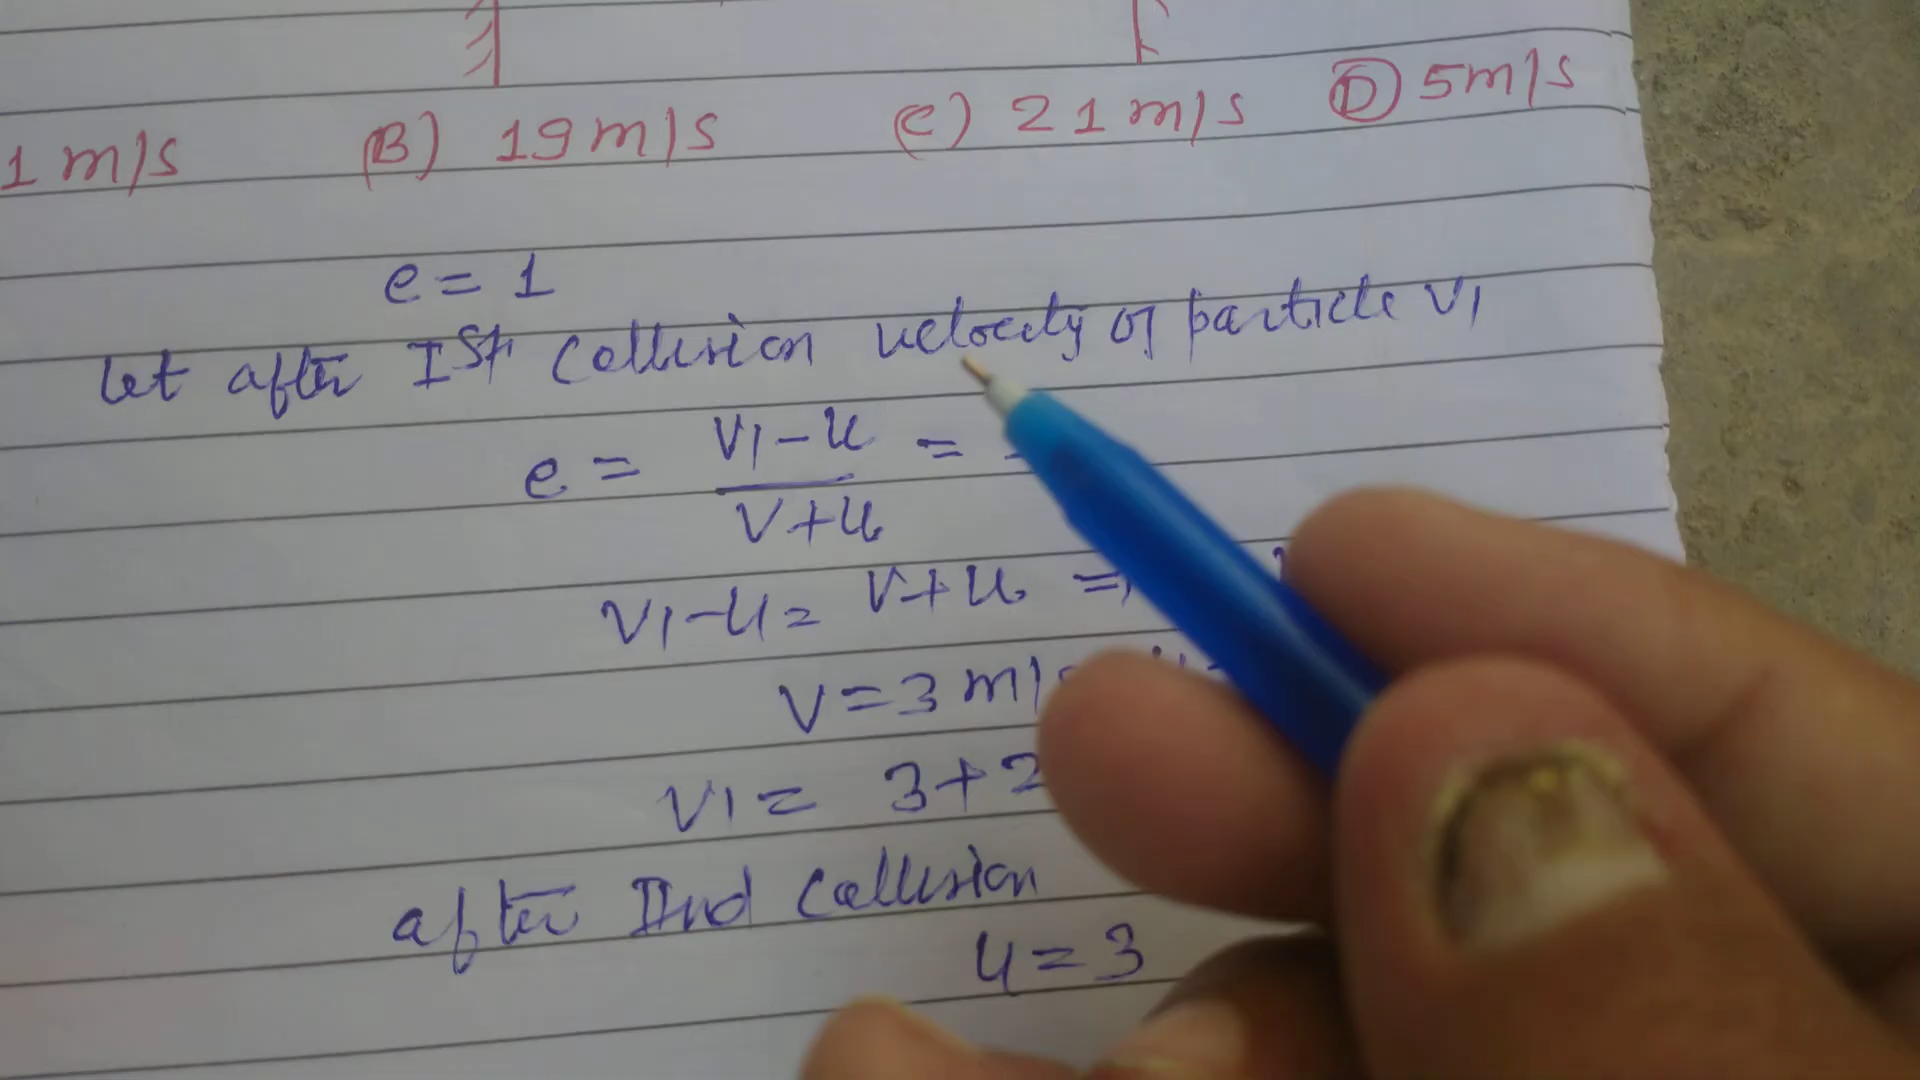 1 m/s (B) 19 m/s (C) 21 m/s (D) 5 m/s
e = 1
let after Ist collision velocity of particle V1
e = (V1 - u)/(V + u) =
V1 - u = V + u =)
V = 3 m/s
V1 = 3 + 2
after IInd collision
u = 3